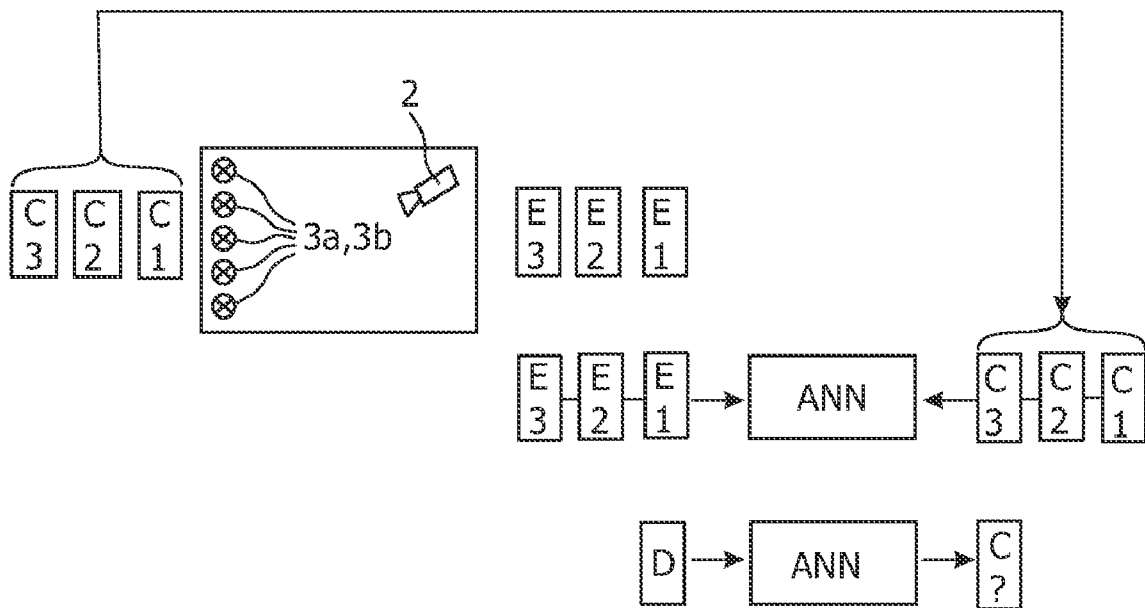 2
C3 C2 C1
3a,3b
E3 E2 E1
E3 E2 E1 ANN C3 C2 C1
D ANN C?